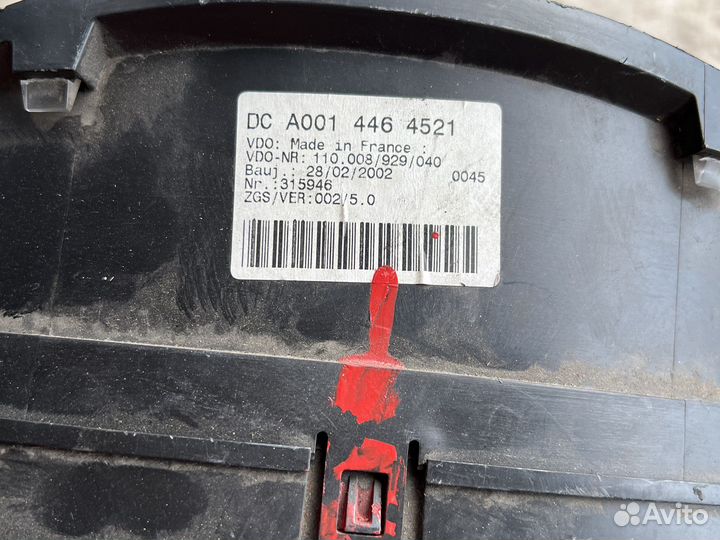 DC A001 446 4521
VDO: Made in France :
VDO-NR: 110.008/929/040
Bauj.: 28/02/2002 0045
Nr.:315946
ZGS/VER:002/5.0
Avito